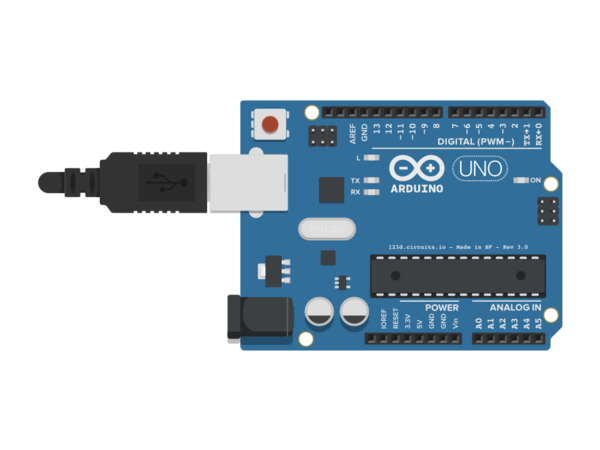 AREF
GND
13
12
~11
~10
~9
8
7
~6
~5
4
~3
2
TX→1
RX←0
DIGITAL (PWM~)
L
TX
RX
ARDUINO
UNO
ON
123d.circuits.io - Made in SF - Rev 3.0
POWER
ANALOG IN
IOREF
RESET
3.3V
5V
GND
GND
Vin
A0
A1
A2
A3
A4
A5